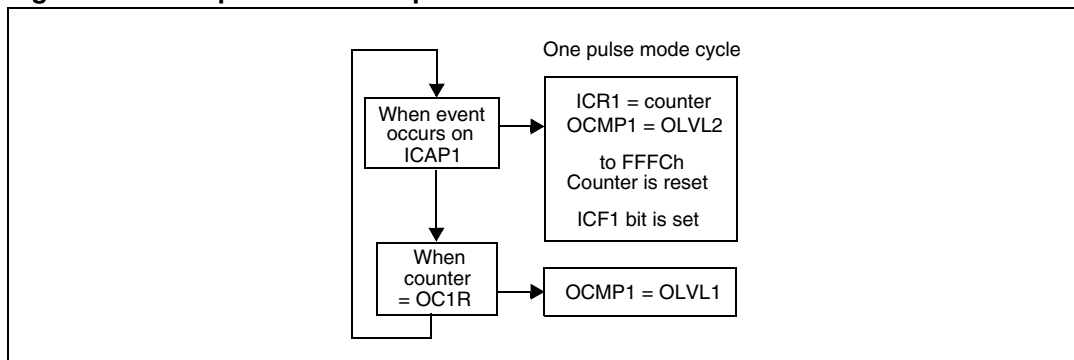 One pulse mode cycle
When event
occurs on
ICAP1
ICR1 = counter
OCMP1 = OLVL2
to FFFCh
Counter is reset
ICF1 bit is set
When
counter
= OC1R
OCMP1 = OLVL1